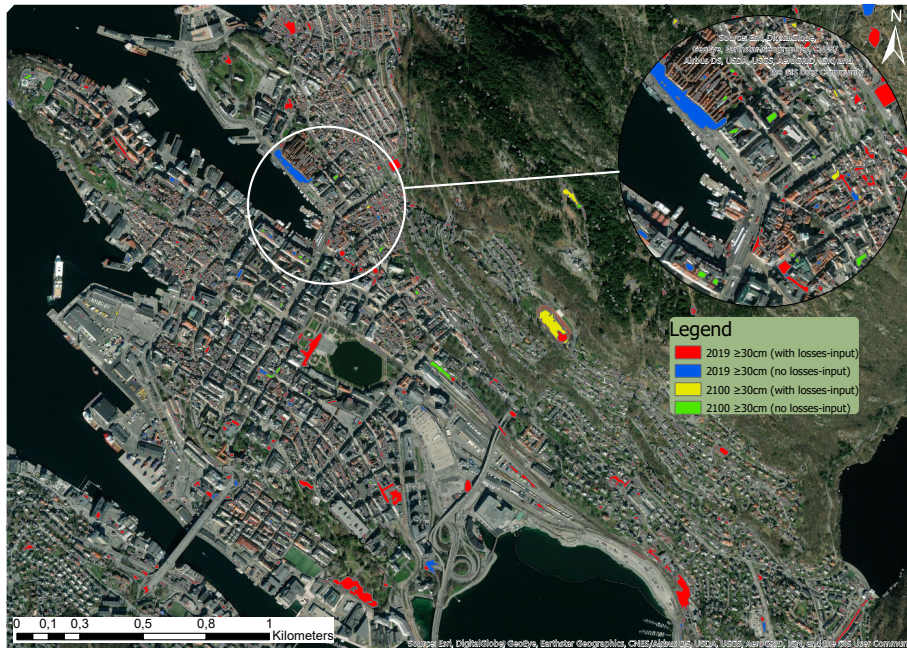 Source: Esri, DigitalGlobe,
GeoEye, Earthstar Geographics, CNES/
Airbus DS, USDA, USGS, AeroGRID, IGN, and
the GIS User Community
N
Legend
2019 ≥30cm (with losses-input)
2019 ≥30cm (no losses-input)
2100 ≥30cm (with losses-input)
2100 ≥30cm (no losses-input)
0 0,1 0,3 0,5 0,8 1
Kilometers
Source: Esri, DigitalGlobe, GeoEye, Earthstar Geographics, CNES/Airbus DS, USDA, USGS, AeroGRID, IGN, and the GIS User Commun